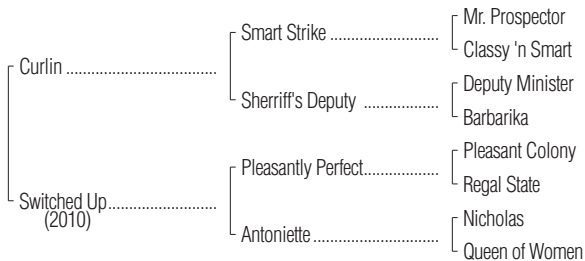 Mr. Prospector
Smart Strike ......................
Classy 'n Smart
Curlin ..............................
Deputy Minister
Sherriff's Deputy ...............
Barbarika
Pleasant Colony
Pleasantly Perfect...............
Regal State
Switched Up......................
(2010)
Nicholas
Antoniette.........................
Queen of Women